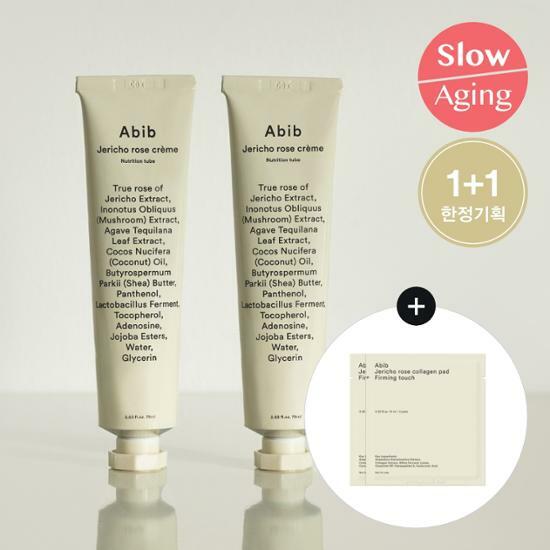 Abib
Jericho rose crème
Nutrition tube
True rose of
Jericho Extract,
Inonotus Obliquus
(Mushroom) Extract,
Agave Tequilana
Leaf Extract,
Cocos Nucifera
(Coconut) Oil,
Butyrospermum
Parkii (Shea) Butter,
Panthenol,
Lactobacillus Ferment,
Tocopherol,
Adenosine,
Jojoba Esters,
Water,
Glycerin
Abib
Jericho rose crème
Nutrition tube
True rose of
Jericho Extract,
Inonotus Obliquus
(Mushroom) Extract,
Agave Tequilana
Leaf Extract,
Cocos Nucifera
(Coconut) Oil,
Butyrospermum
Parkii (Shea) Butter,
Panthenol,
Lactobacillus Ferment,
Tocopherol,
Adenosine,
Jojoba Esters,
Water,
Glycerin
Slow
Aging
1+1
한정기획
+
Abib
Jericho rose collagen pad
Firming touch